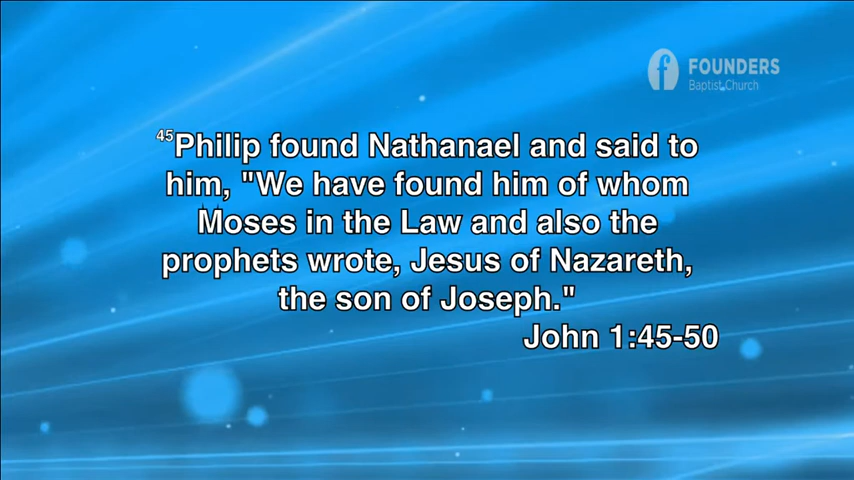 FOUNDERS
Baptist Church
45Philip found Nathanael and said to
him, "We have found him of whom
Moses in the Law and also the
prophets wrote, Jesus of Nazareth,
the son of Joseph."
John 1:45-50